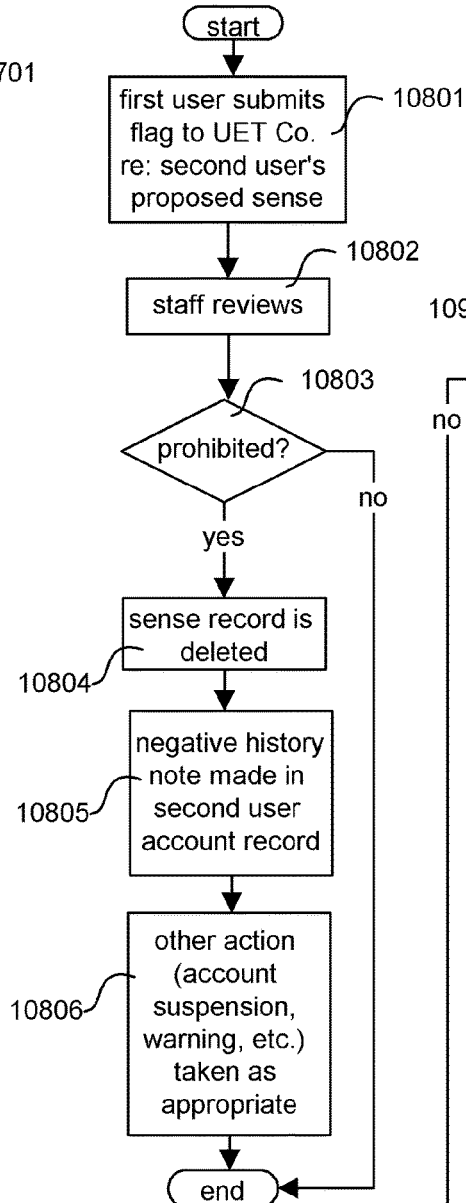 start
701
first user submits
flag to UET Co.
re: second user's
proposed sense
10801
10802
staff reviews
109
10803
prohibited?
no
no
yes
sense record is
deleted
10804
negative history
note made in
second user
account record
10805
other action
(account
suspension,
warning, etc.)
taken as
appropriate
10806
end